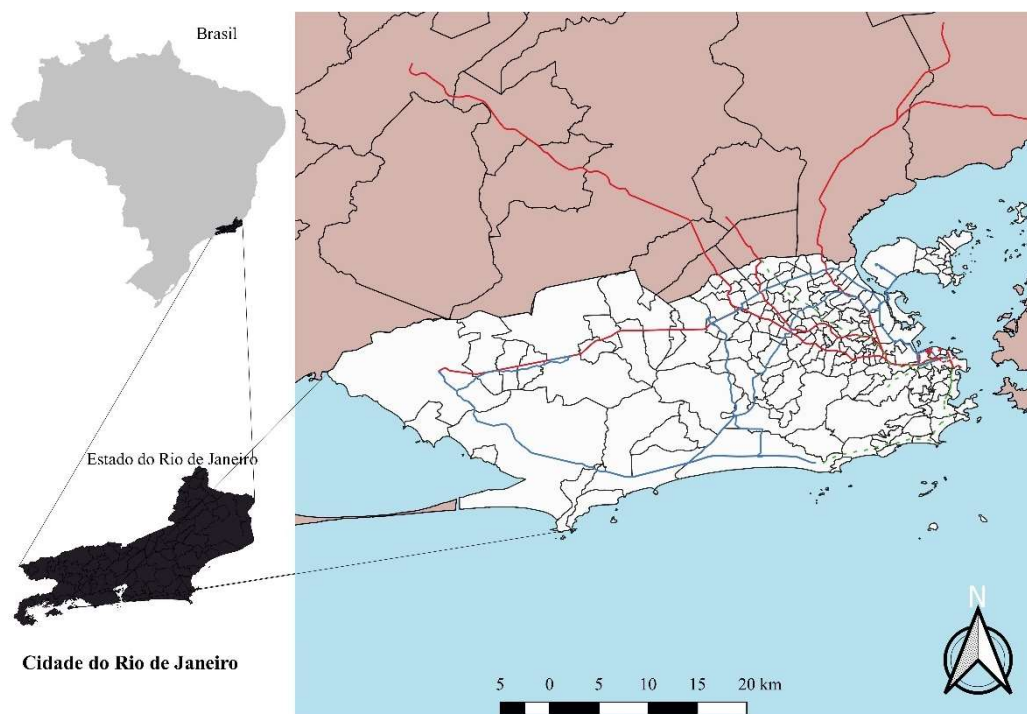 Brasil
Estado do Rio de Janeiro
Cidade do Rio de Janeiro
N
5 0 5 10 15 20 km